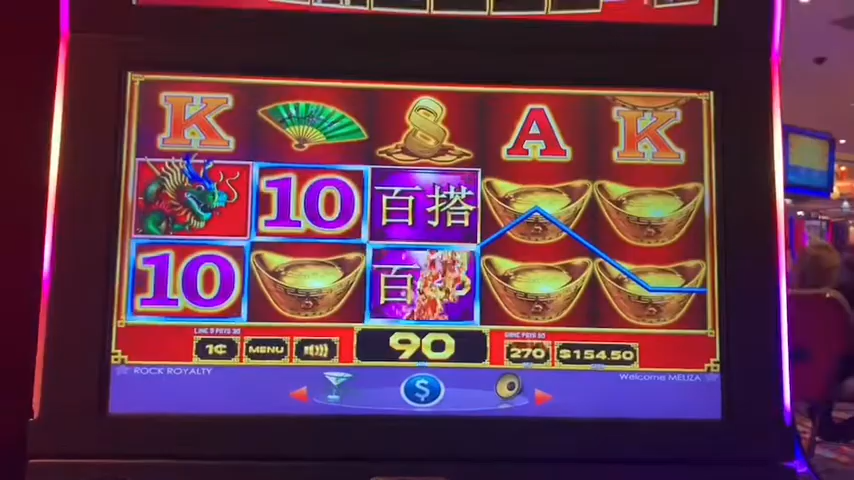 K A K
10 百搭
10 百
LINE 9 PAYS 30 GAME PAYS 90
1¢ MENU 90 270 $154.50
ROCK ROYALTY Welcome MELIZA
$